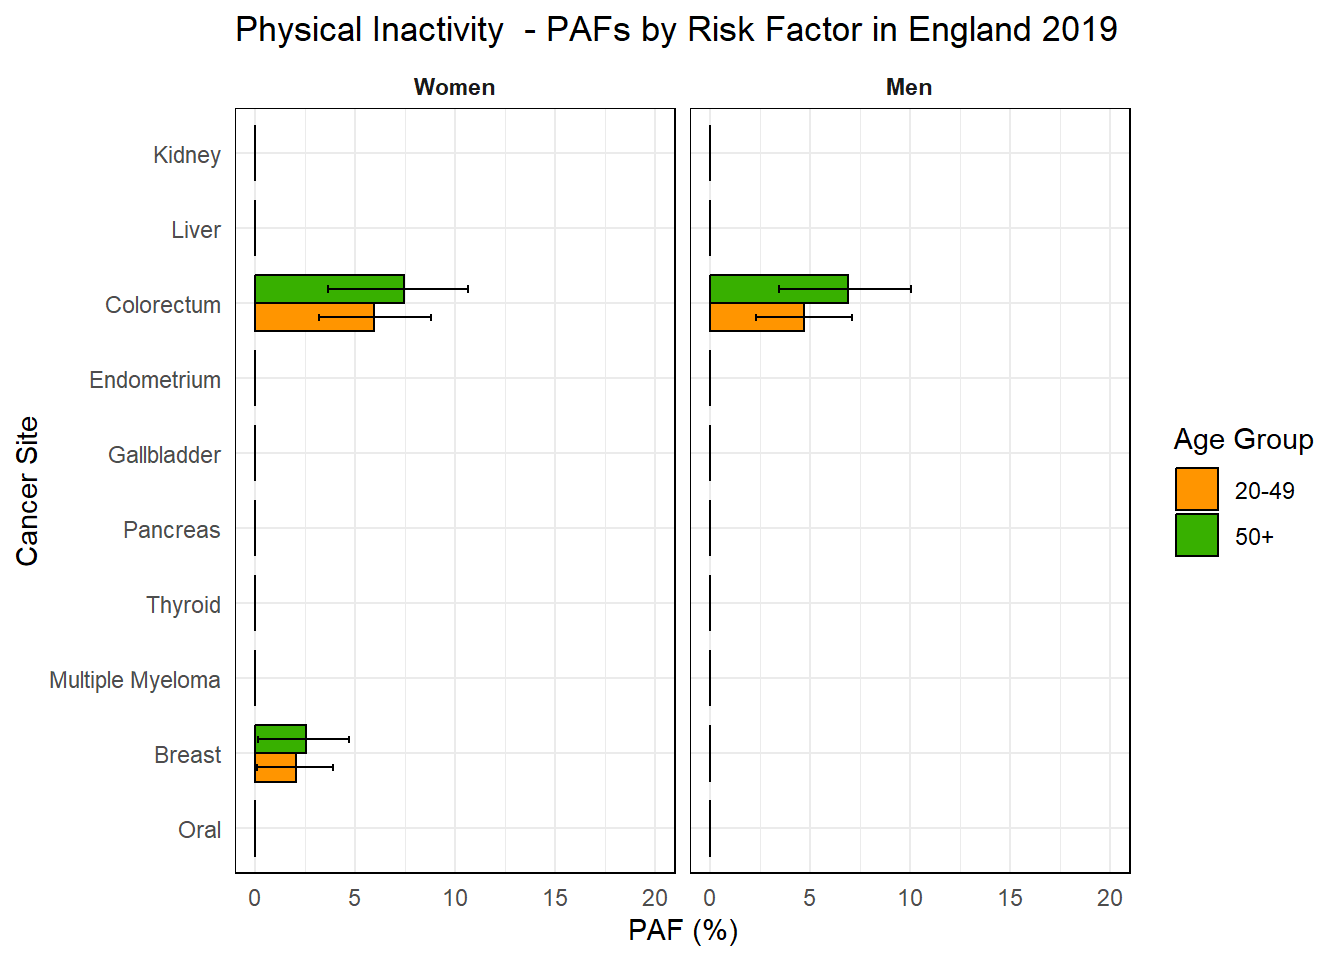 Physical Inactivity  - PAFs by Risk Factor in England 2019
Women
Men
Kidney
Liver
Colorectum
Endometrium
Gallbladder
Pancreas
Thyroid
Multiple Myeloma
Breast
Oral
Cancer Site
0 5 10 15 20
0 5 10 15 20
PAF (%)
Age Group
20-49
50+